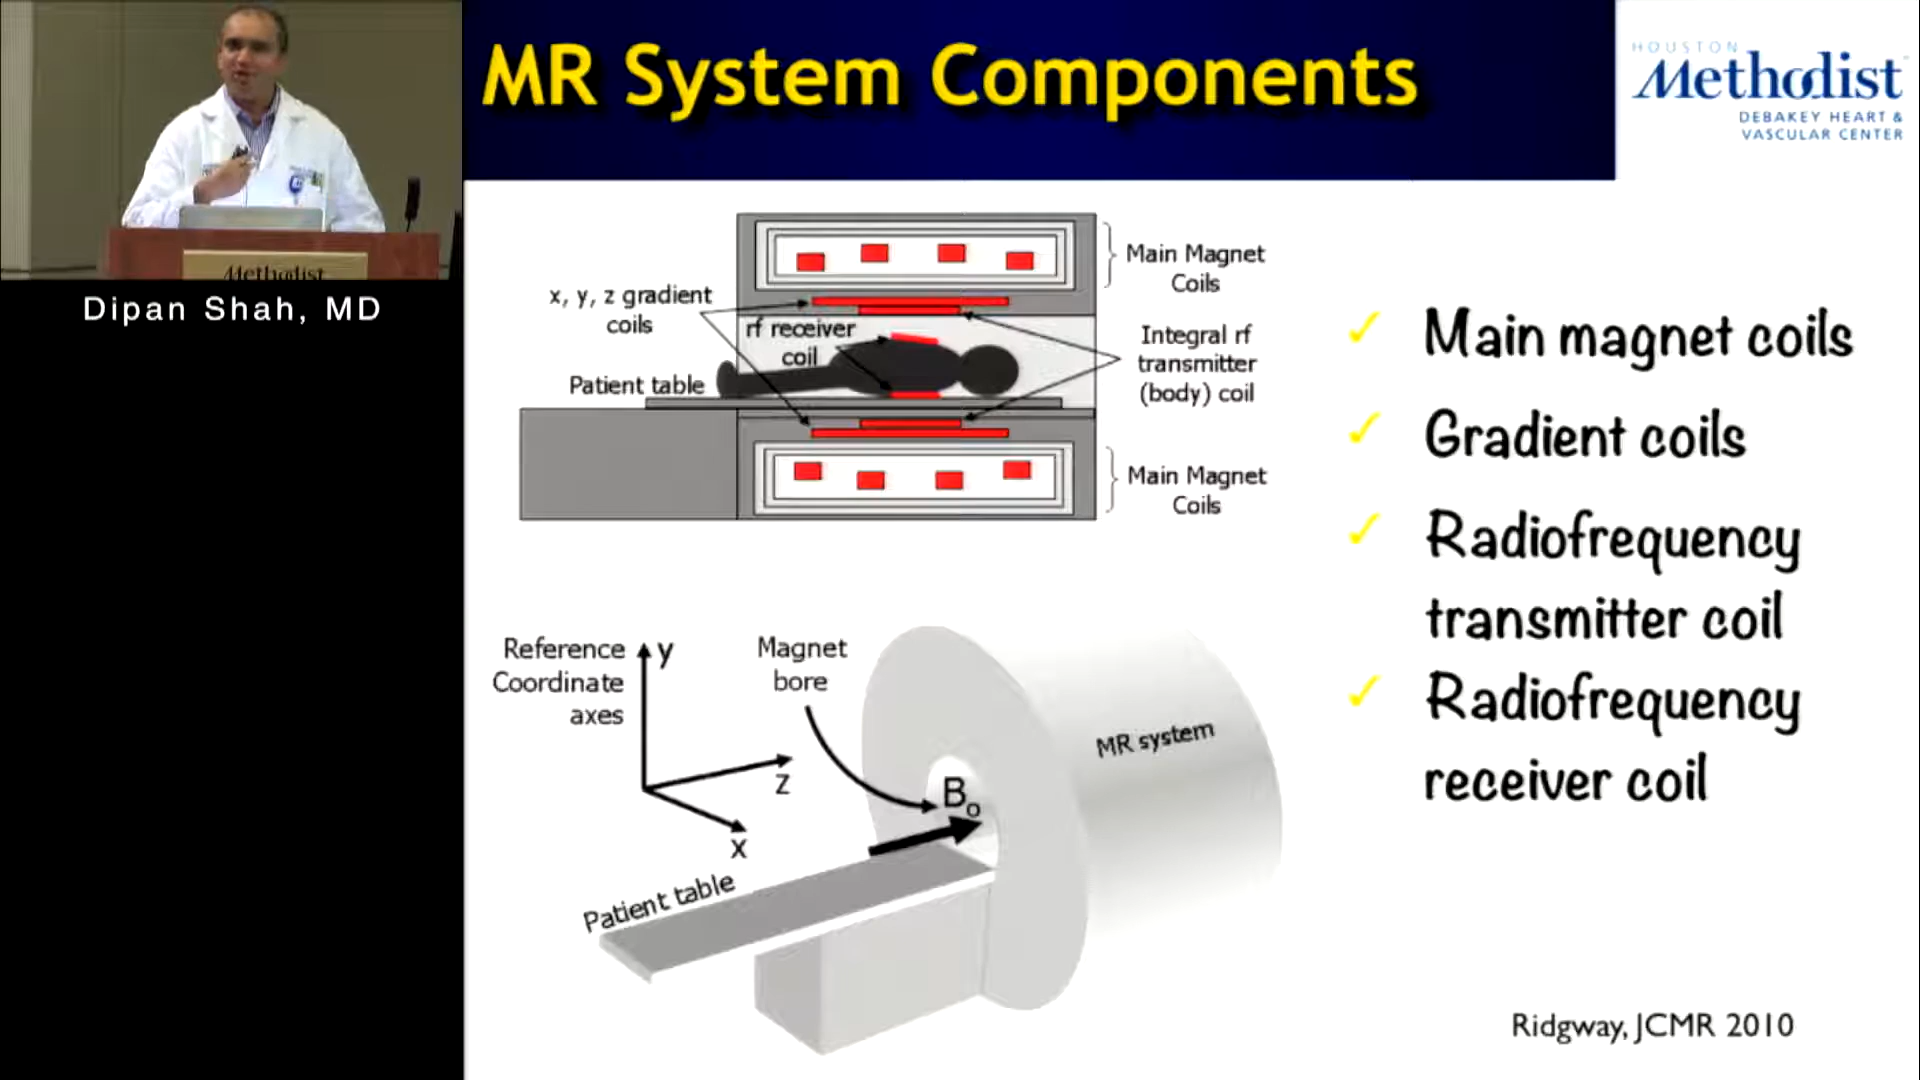 MR System Components
HOUSTON
Methodist
DEBAKEY HEART &
VASCULAR CENTER
Methodist
Dipan Shah, MD
Main Magnet
Coils
x, y, z gradient
coils
rf receiver
coil
Integral rf
transmitter
(body) coil
Patient table
Main Magnet
Coils
Reference
Coordinate
axes
y
z
x
Magnet
bore
Bo
MR system
Patient table
✓ Main magnet coils
✓ Gradient coils
✓ Radiofrequency
transmitter coil
✓ Radiofrequency
receiver coil
Ridgway, JCMR 2010